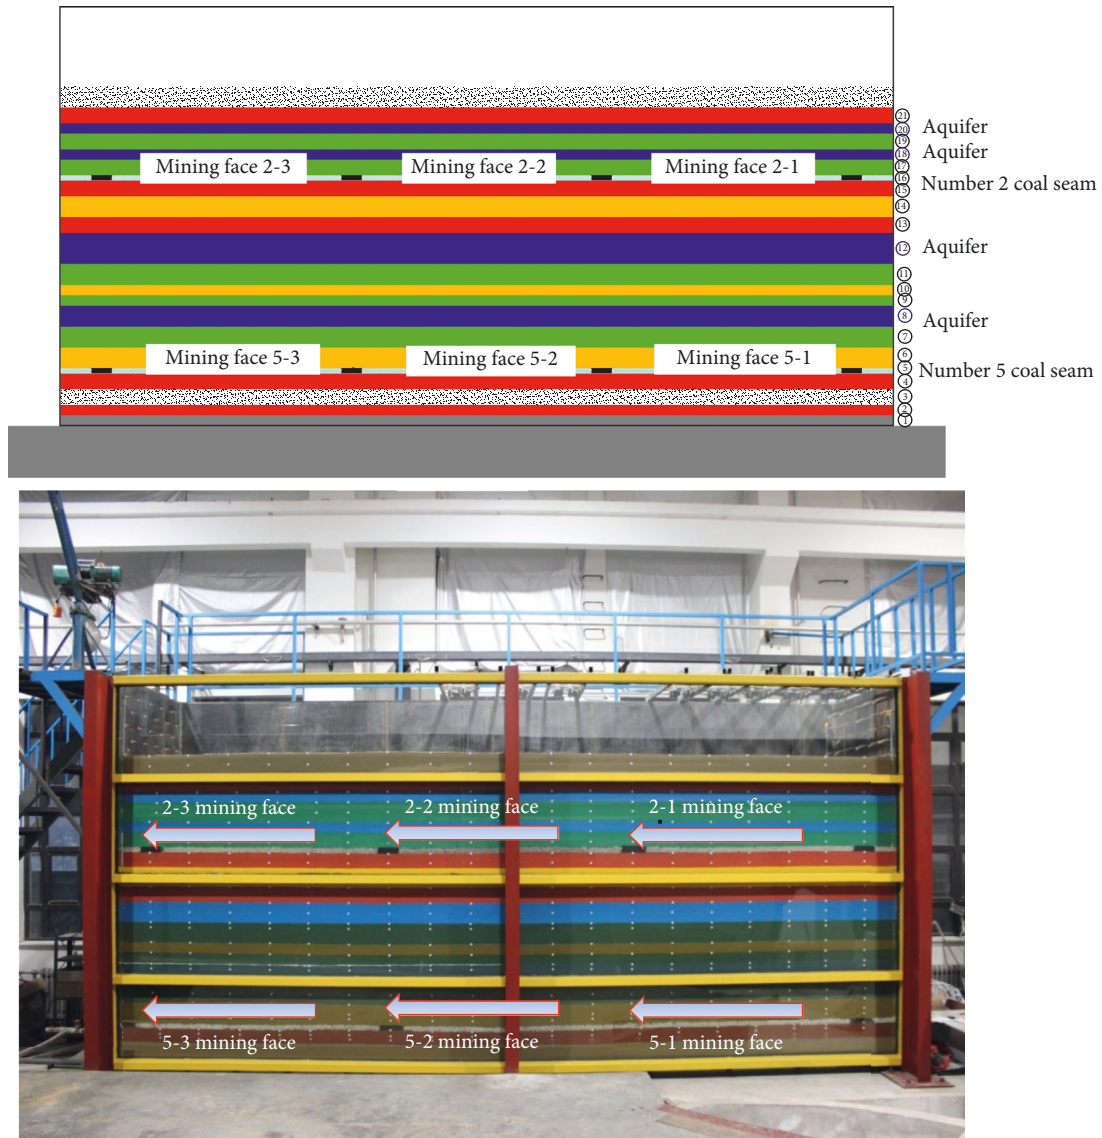 21
20 Aquifer
19
18 Aquifer
17
Mining face 2-3 Mining face 2-2 Mining face 2-1
16
Number 2 coal seam
15
14
13
12 Aquifer
11
10
9
8 Aquifer
7
6
Mining face 5-3 Mining face 5-2 Mining face 5-1
5 Number 5 coal seam
4
3
2
1
2-3 mining face 2-2 mining face 2-1 mining face
5-3 mining face 5-2 mining face 5-1 mining face